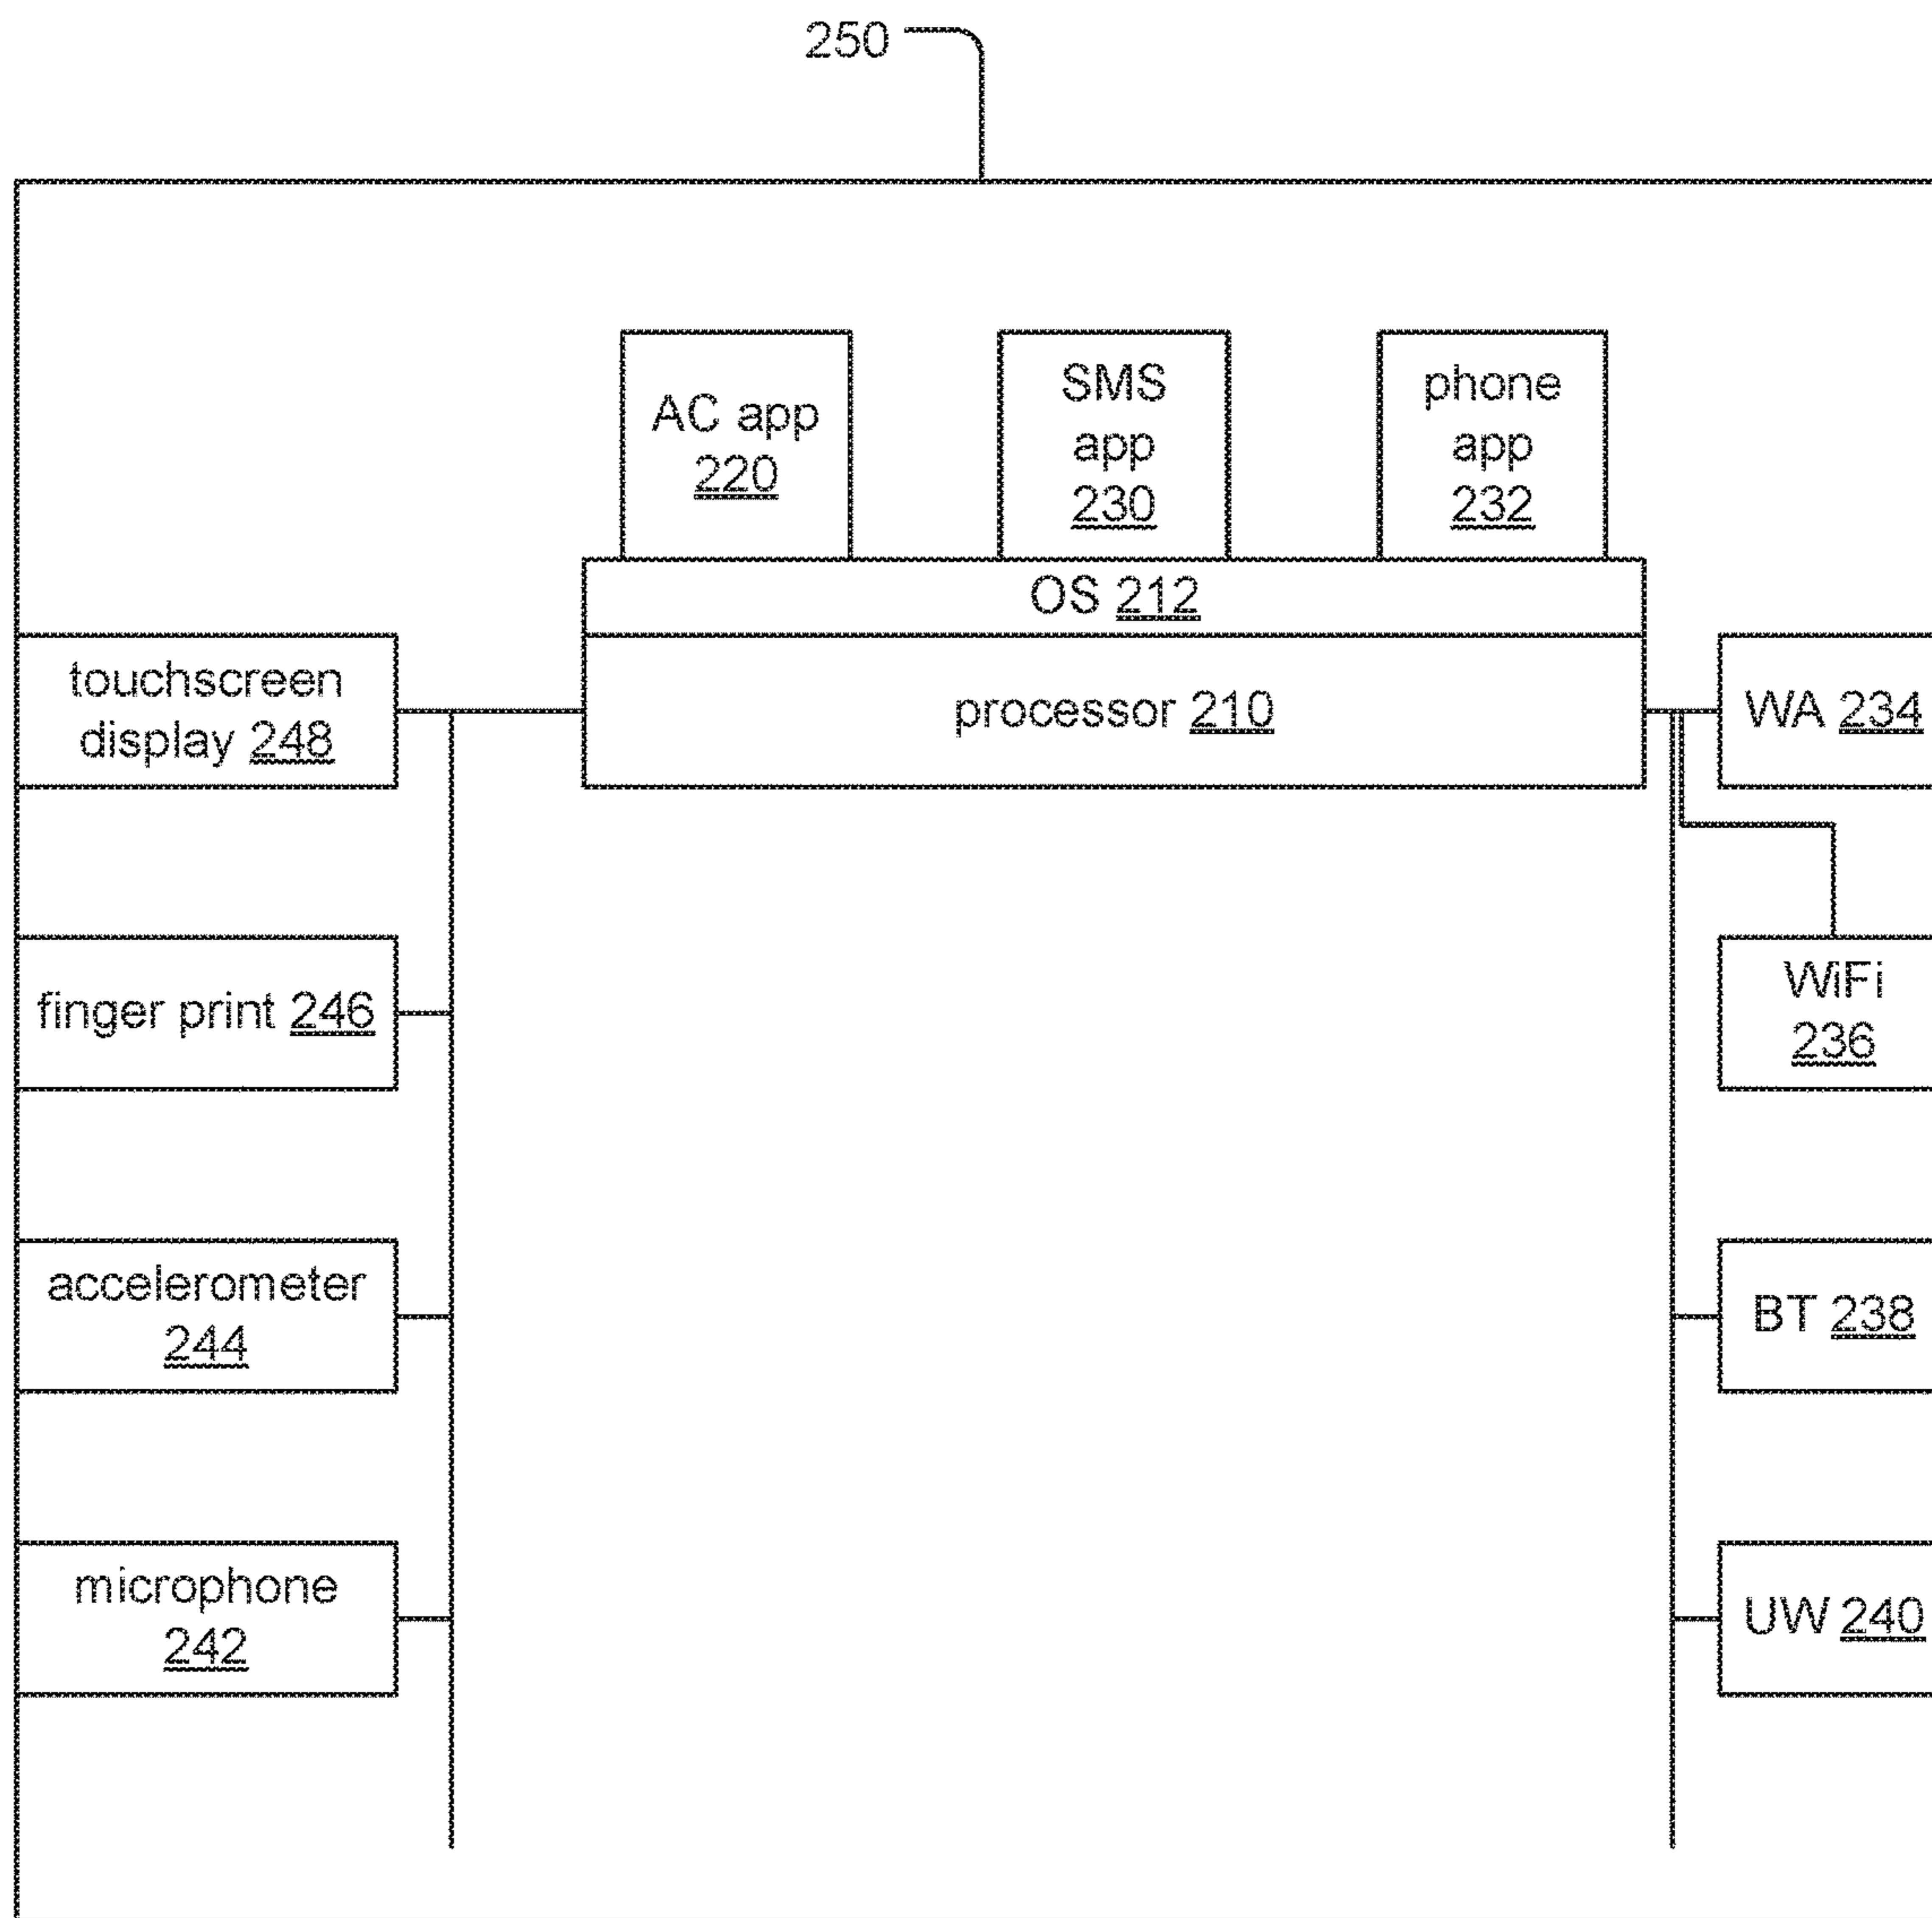 250
AC app
220
SMS
app
230
phone
app
232
OS 212
processor 210
touchscreen
display 248
finger print 246
accelerometer
244
microphone
242
WA 234
WiFi
236
BT 238
UW 240